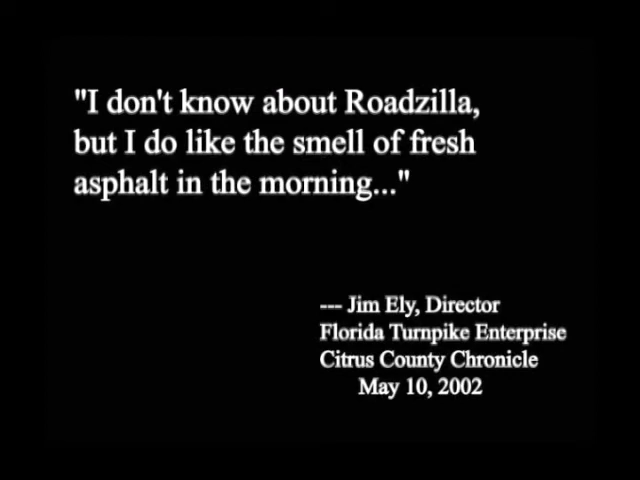 "I don't know about Roadzilla,
but I do like the smell of fresh
asphalt in the morning..."
--- Jim Ely, Director
Florida Turnpike Enterprise
Citrus County Chronicle
May 10, 2002